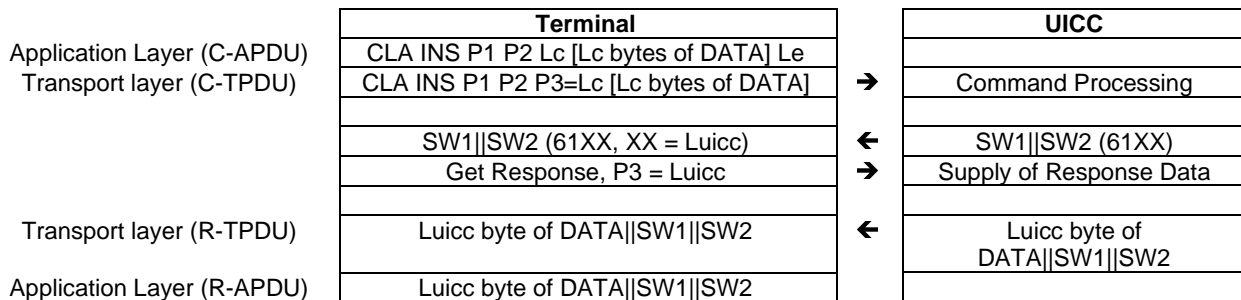 Terminal UICC
Application Layer (C-APDU) CLA INS P1 P2 Lc [Lc bytes of DATA] Le
Transport layer (C-TPDU) CLA INS P1 P2 P3=Lc [Lc bytes of DATA] → Command Processing
SW1||SW2 (61XX, XX = Luicc) ← SW1||SW2 (61XX)
Get Response, P3 = Luicc → Supply of Response Data
Transport layer (R-TPDU) Luicc byte of DATA||SW1||SW2 ← Luicc byte of
DATA||SW1||SW2
Application Layer (R-APDU) Luicc byte of DATA||SW1||SW2